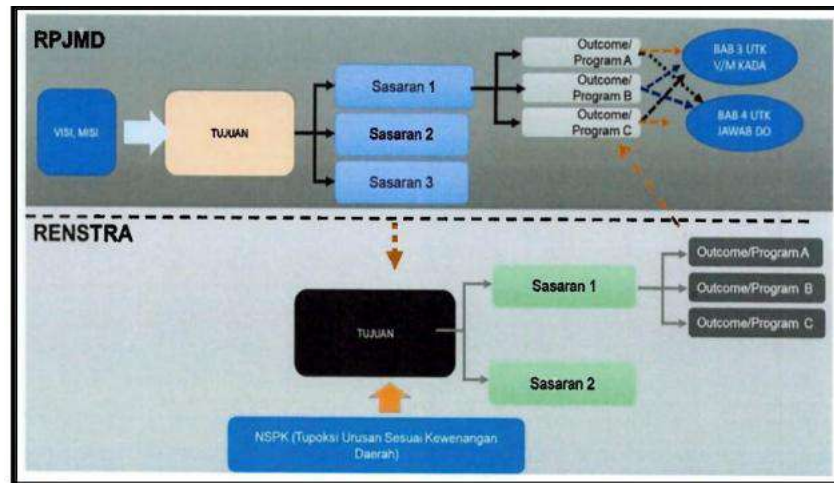 RPJMD
VISI, MISI
TUJUAN
Sasaran 1
Sasaran 2
Sasaran 3
Outcome/
Program A
Outcome/
Program B
Outcome/
Program C
BAB 3 UTK
V/M KADA
BAB 4 UTK
JAWAB DO
RENSTRA
TUJUAN
Sasaran 1
Sasaran 2
Outcome/Program A
Outcome/Program B
Outcome/Program C
NSPK (Tupoksi Urusan Sesuai Kewenangan
Daerah)